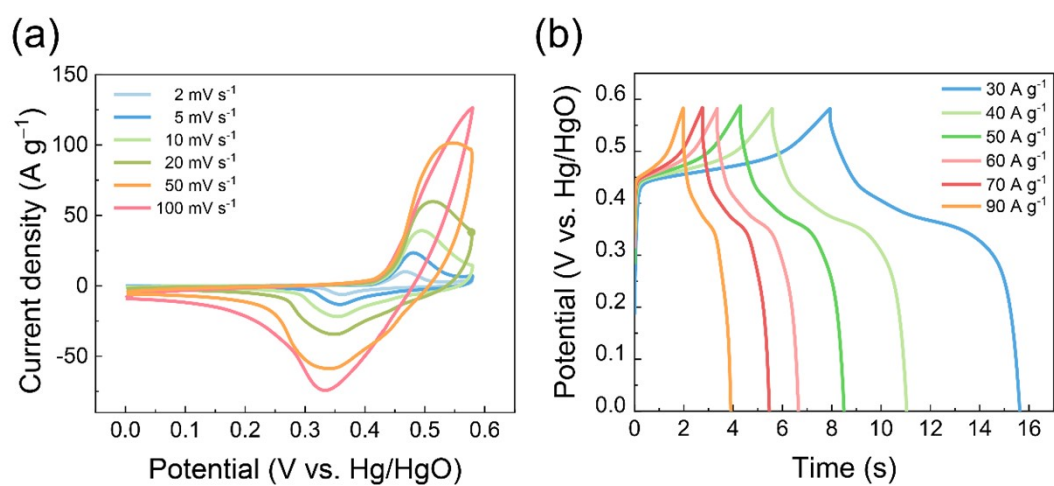 (a)
150
100
50
0
-50
Current density (A g⁻¹)
2 mV s⁻¹
5 mV s⁻¹
10 mV s⁻¹
20 mV s⁻¹
50 mV s⁻¹
100 mV s⁻¹
0.0 0.1 0.2 0.3 0.4 0.5 0.6
Potential (V vs. Hg/HgO)
(b)
0.6
0.5
0.4
0.3
0.2
0.1
0.0
Potential (V vs. Hg/HgO)
30 A g⁻¹
40 A g⁻¹
50 A g⁻¹
60 A g⁻¹
70 A g⁻¹
90 A g⁻¹
0 2 4 6 8 10 12 14 16
Time (s)